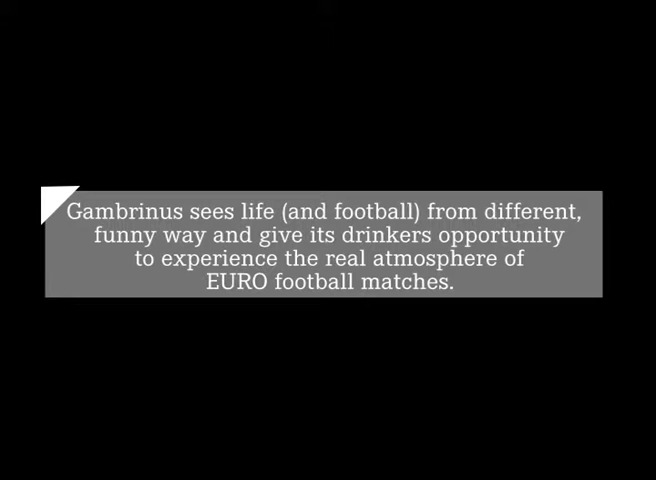 Gambrinus sees life (and football) from different,
funny way and give its drinkers opportunity
to experience the real atmosphere of
EURO football matches.